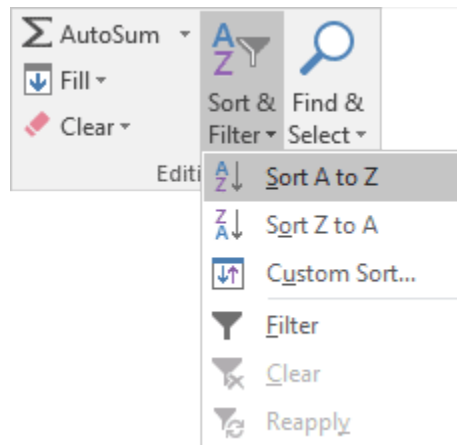 AutoSum
Fill
Clear
Sort &
Filter
Find &
Select
Editi
Sort A to Z
Sort Z to A
Custom Sort...
Filter
Clear
Reapply